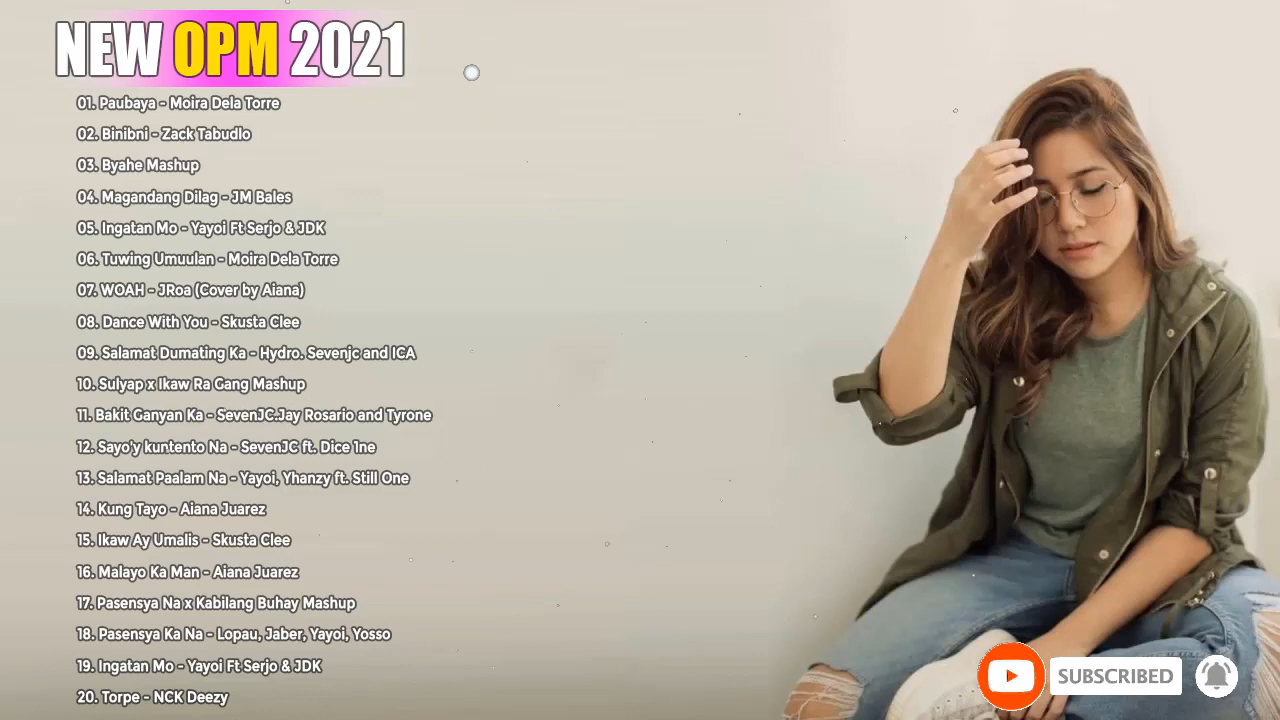 NEW OPM 2021
01. Paubaya - Moira Dela Torre
02. Binibni - Zack Tabudlo
03. Byahe Mashup
04. Magandang Dilag - JM Bales
05. Ingatan Mo - Yayoi Ft Serjo & JDK
06. Tuwing Umuulan - Moira Dela Torre
07. WOAH - JRoa (Cover by Aiana)
08. Dance With You - Skusta Clee
09. Salamat Dumating Ka - Hydro. Sevenjc and ICA
10. Sulyap x Ikaw Ra Gang Mashup
11. Bakit Ganyan Ka - SevenJC.Jay Rosario and Tyrone
12. Sayo'y kuntento Na - SevenJC ft. Dice 1ne
13. Salamat Paalam Na - Yayoi, Yhanzy ft. Still One
14. Kung Tayo - Aiana Juarez
15. Ikaw Ay Umalis - Skusta Clee
16. Malayo Ka Man - Aiana Juarez
17. Pasensya Na x Kabilang Buhay Mashup
18. Pasensya Ka Na - Lopau, Jaber, Yayoi, Yosso
19. Ingatan Mo - Yayoi Ft Serjo & JDK
20. Torpe - NCK Deezy
SUBSCRIBED